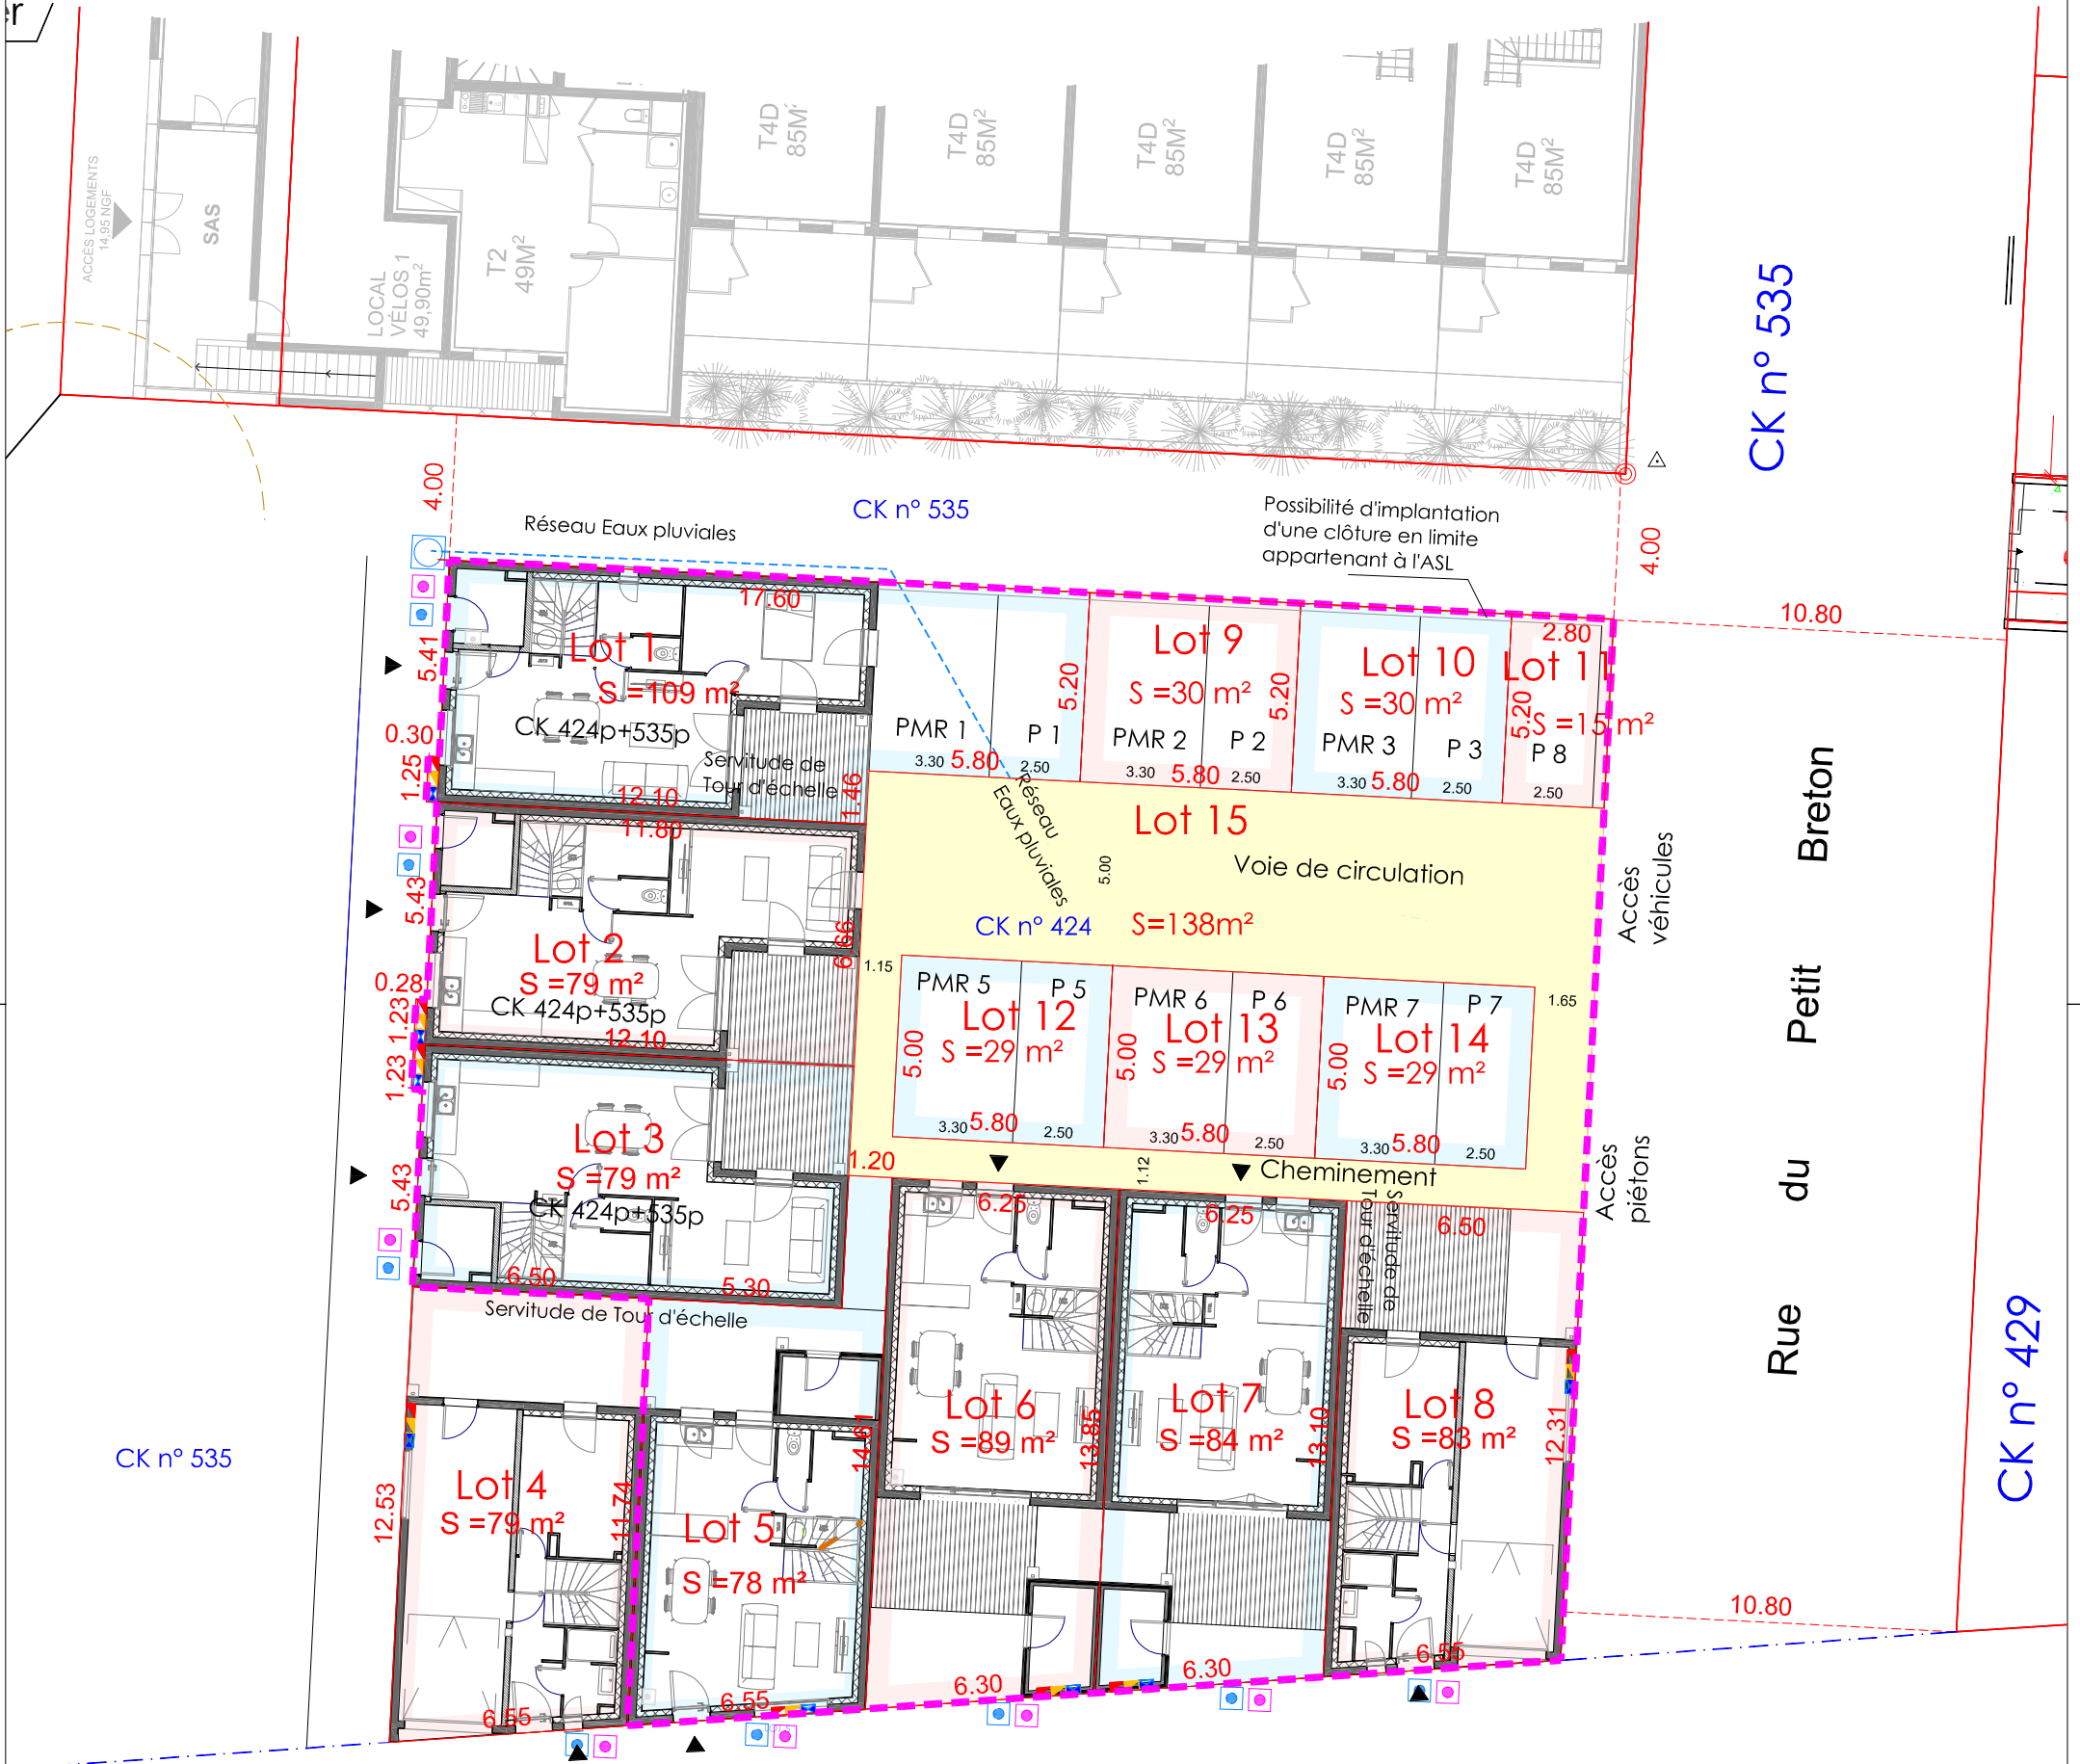 er
ACCÈS LOGEMENTS
14,95 NGF
SAS
LOCAL
VÉLOS 1
49,90m²
T2
49M²
T4D
85M²
T4D
85M²
T4D
85M²
T4D
85M²
T4D
85M²
CK n° 535
4.00
Réseau Eaux pluviales
CK n° 535
Possibilité d'implantation
d'une clôture en limite
appartenant à l'ASL
4.00
10.80
17.60
Lot 1
S =109 m²
CK 424p+535p
5.41
0.30
1.25
12.10
Servitude de
Tour d'échelle
1.46
PMR 1
P 1
3.30
5.80
2.50
5.20
Lot 9
S =30 m²
PMR 2
P 2
3.30
5.80
2.50
5.20
Lot 10
S =30 m²
PMR 3
P 3
3.30
5.80
2.50
2.80
Lot 11
5.20
S =15 m²
P 8
2.50
Réseau
Eaux pluviales
Lot 15
5.00
Voie de circulation
CK n° 424
S=138m²
Accès
véhicules
Rue du Petit Breton
11.80
5.43
Lot 2
S =79 m²
CK 424p+535p
6.66
0.28
1.23
12.10
1.15
PMR 5
P 5
Lot 12
S =29 m²
5.00
3.30
5.80
2.50
PMR 6
P 6
Lot 13
S =29 m²
5.00
3.30
5.80
2.50
PMR 7
P 7
Lot 14
S =29 m²
5.00
3.30
5.80
2.50
1.65
1.23
Lot 3
S =79 m²
CK 424p+535p
5.43
6.50
5.30
1.20
1.12
Cheminement
Accès
piétons
Servitude de Tour d'échelle
6.25
6.25
Servitude de
Tour d'échelle
6.50
CK n° 429
CK n° 535
12.53
Lot 4
S =79 m²
11.74
6.55
Lot 5
S =78 m²
6.55
Lot 6
S =89 m²
13.85
6.30
Lot 7
S =84 m²
13.10
6.30
Lot 8
S =83 m²
12.31
6.55
10.80